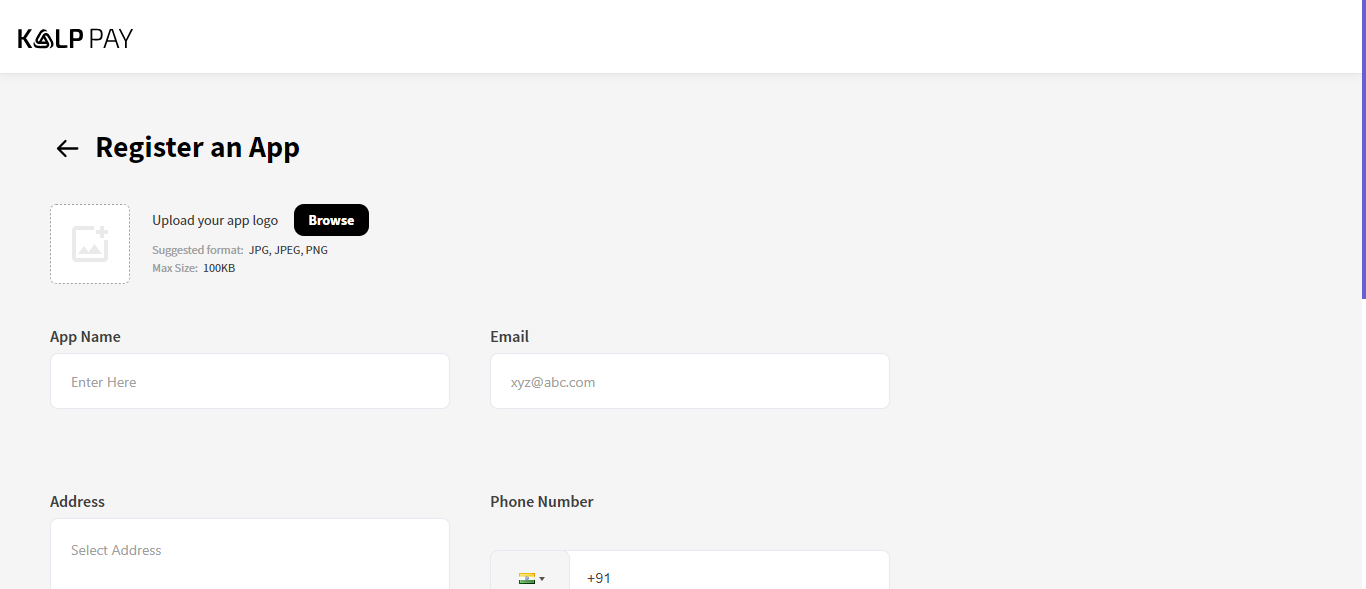 KALP PAY
Register an App
Upload your app logo Browse
Suggested format: JPG, JPEG, PNG
Max Size: 100KB
App Name Email
Enter Here xyz@abc.com
Address Phone Number
Select Address
+91